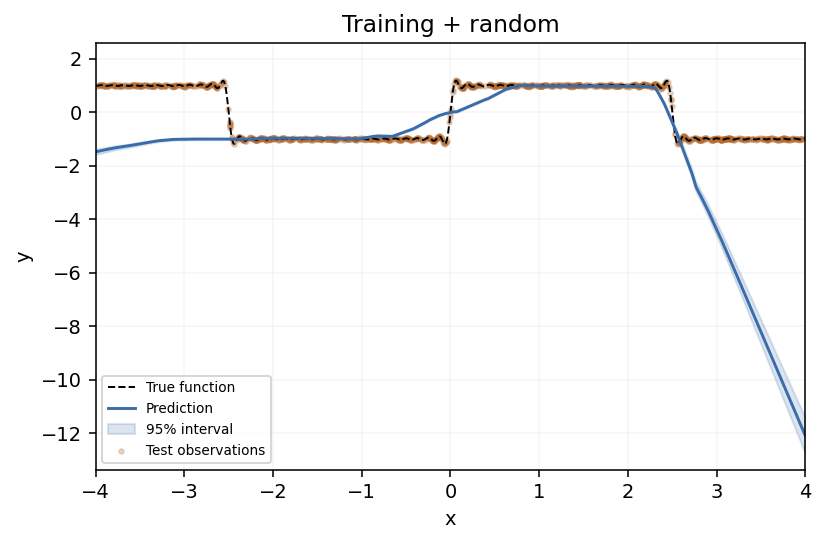 Training + random
2
0
−2
−4
−6
−8
−10
−12
y
True function
Prediction
95% interval
Test observations
−4 −3 −2 −1 0 1 2 3 4
x